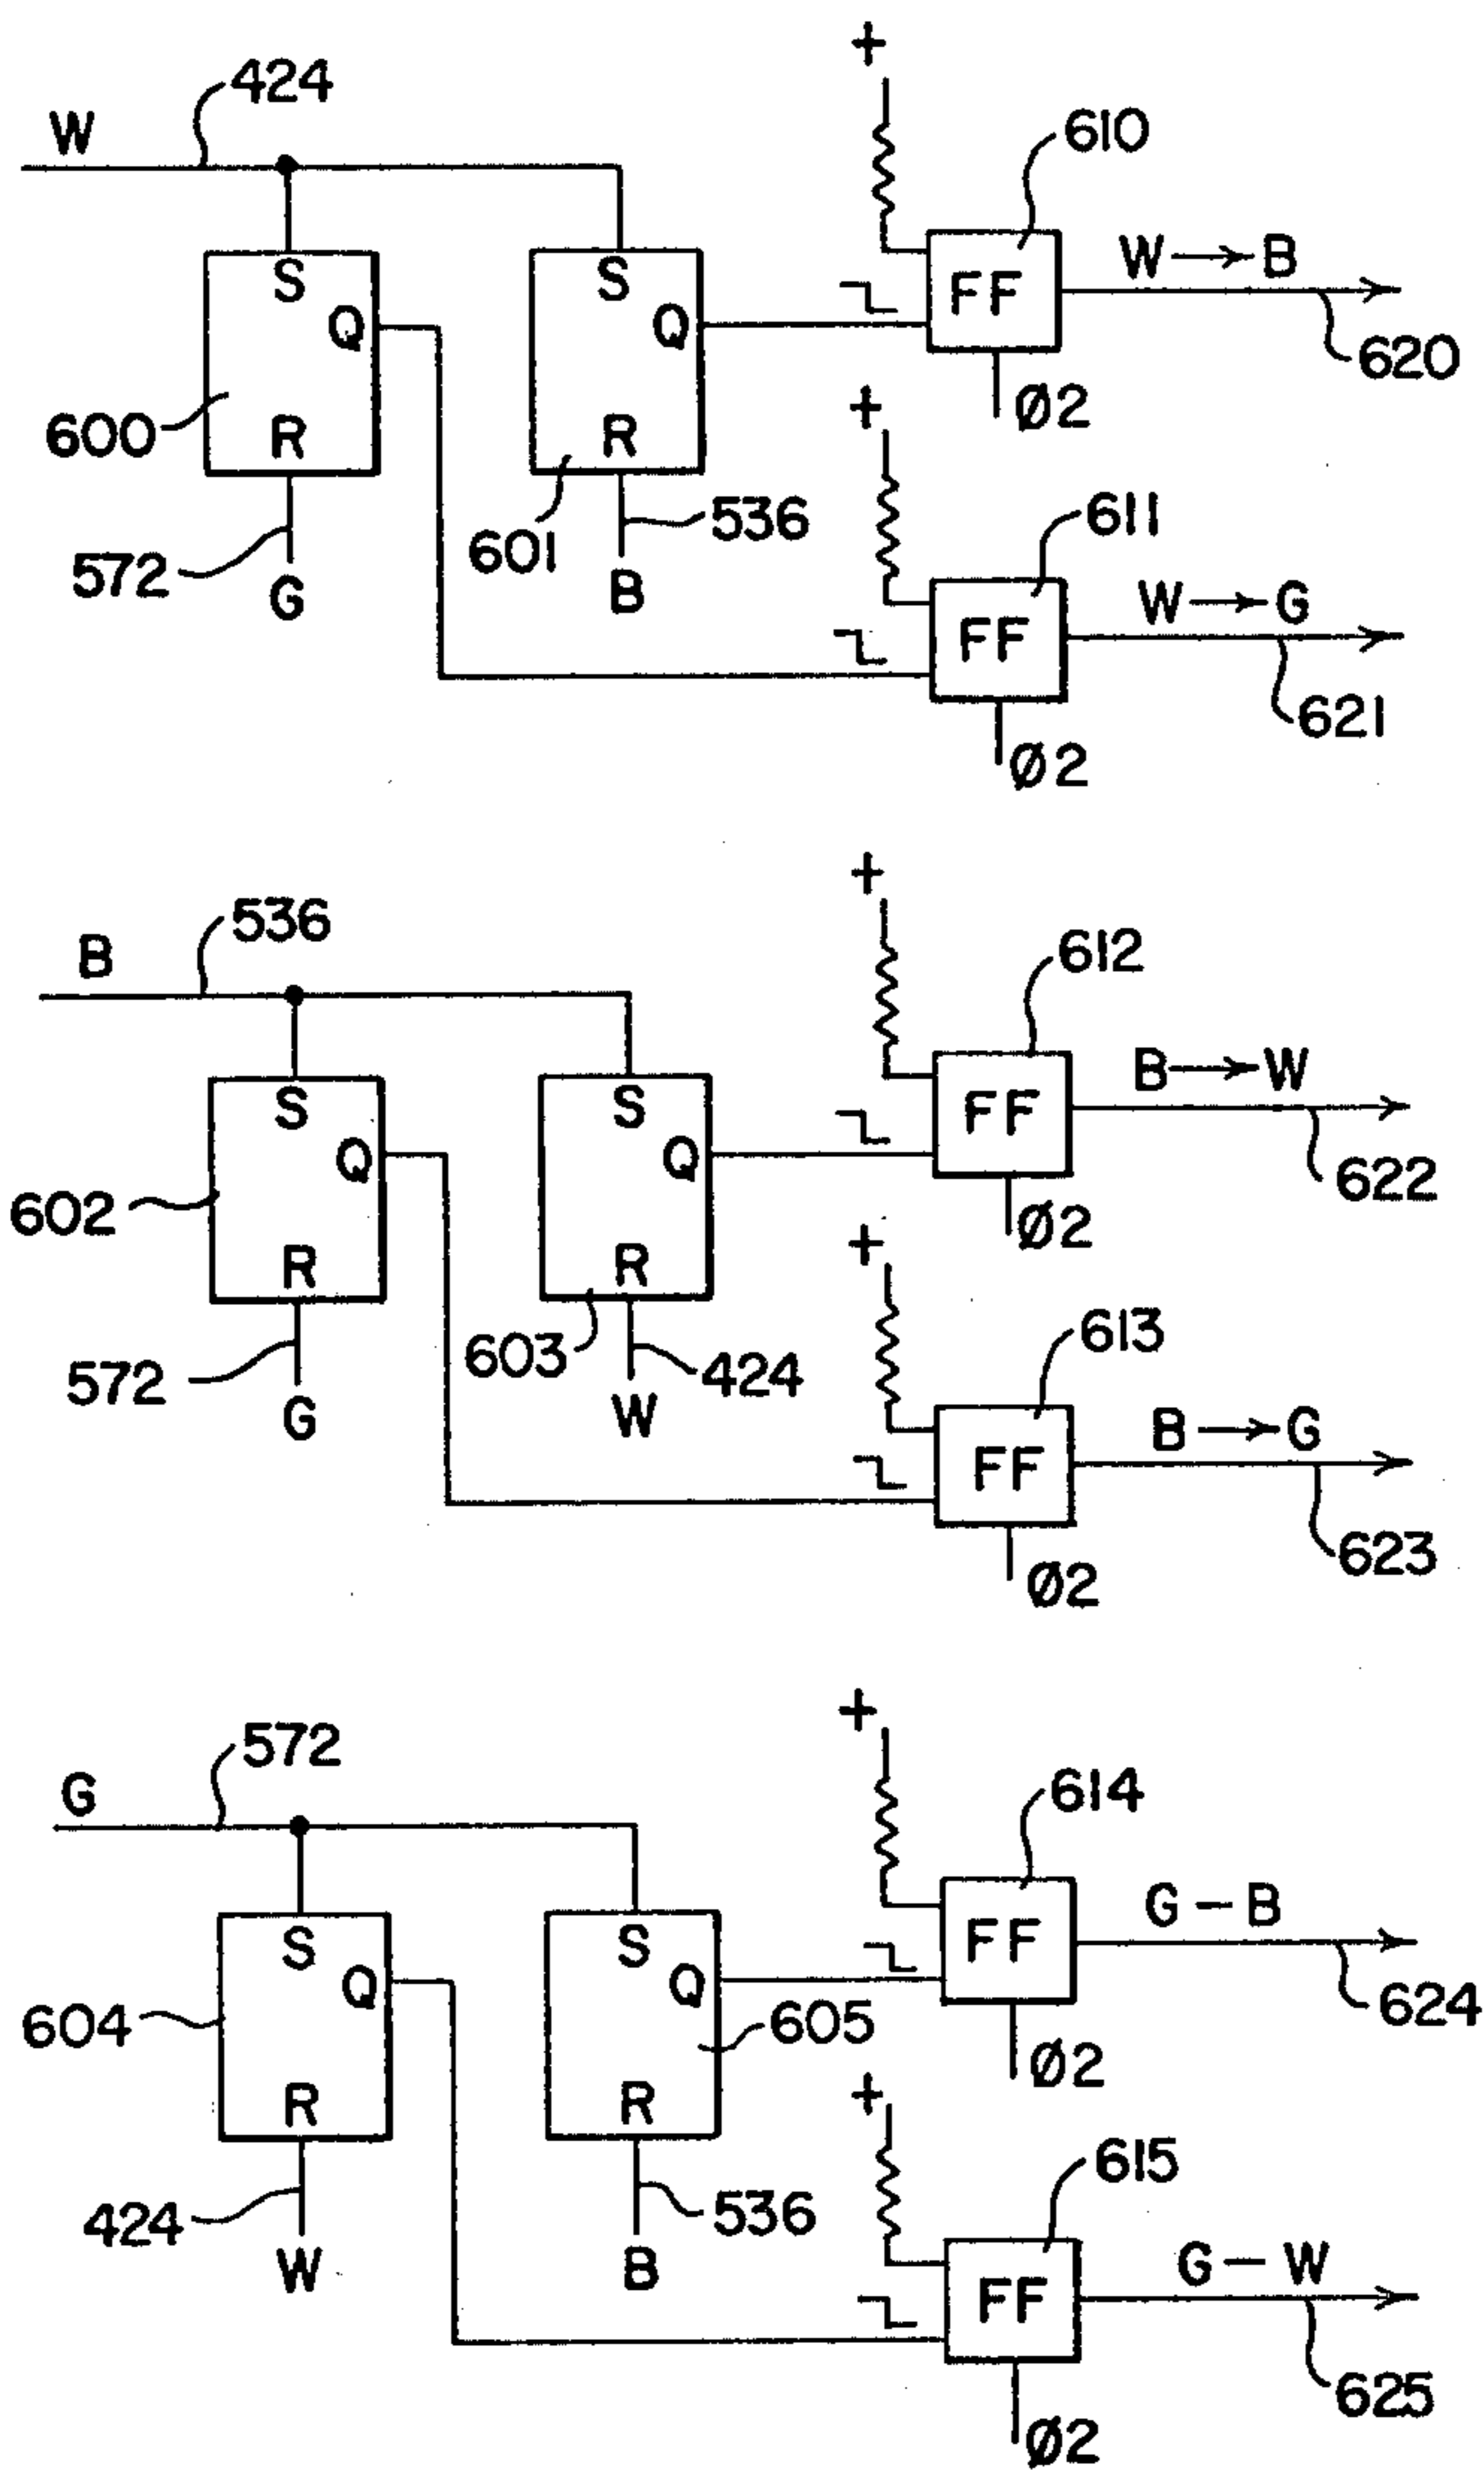 424
W
+
610
S
S
W → B
Q
Q
FF
620
600
R
R
Ø2
+
601
536
611
572
G
B
W → G
FF
621
Ø2
+
536
B
612
S
S
B → W
Q
Q
FF
622
602
R
R
Ø2
+
603
613
572
424
G
W
B → G
FF
623
Ø2
+
572
G
614
S
S
G – B
Q
Q
FF
624
604
605
R
R
Ø2
+
615
424
536
W
B
G – W
FF
625
Ø2